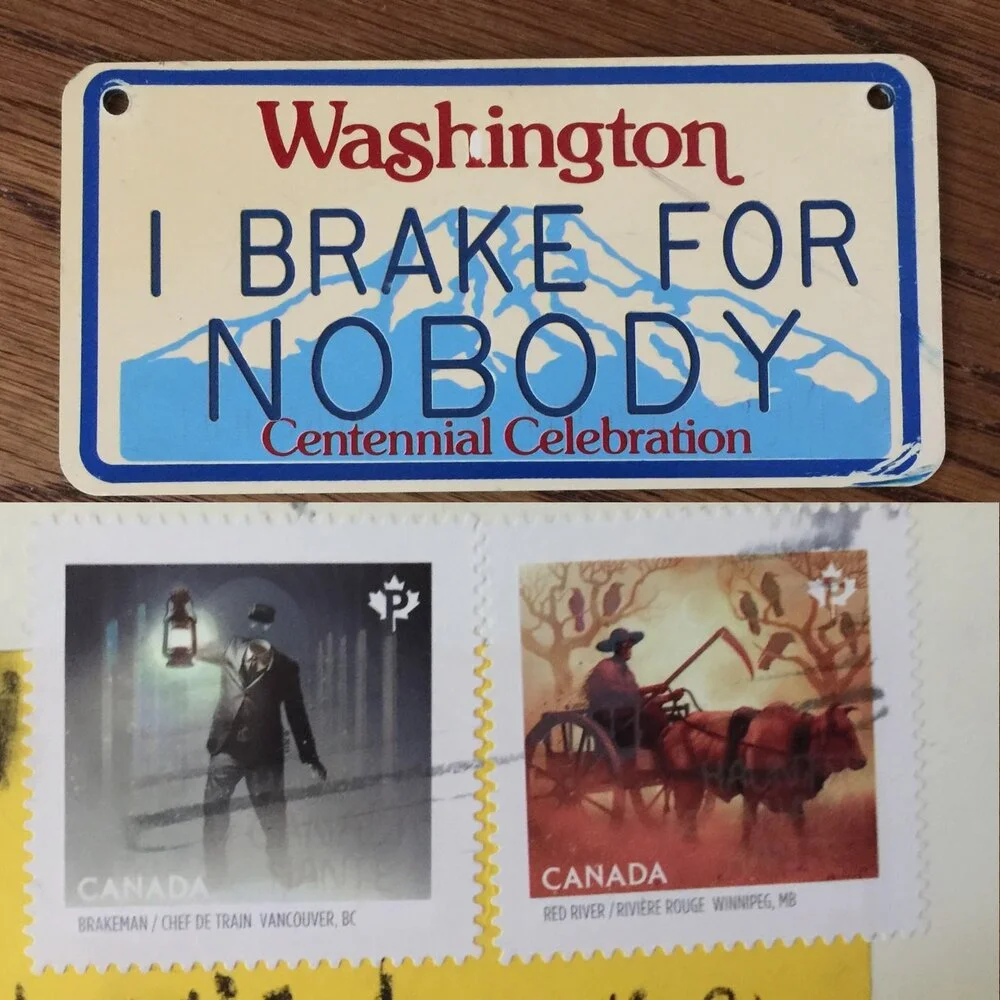 Washington
I BRAKE FOR
NOBODY
Centennial Celebration
P
CANADA
BRAKEMAN / CHEF DE TRAIN VANCOUVER, BC
P
CANADA
RED RIVER / RIVIÈRE ROUGE WINNIPEG, MB